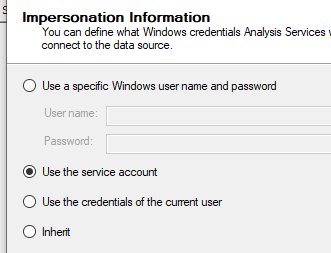 Impersonation Information
You can define what Windows credentials Analysis Services
connect to the data source.
Use a specific Windows user name and password
User name:
Password:
Use the service account
Use the credentials of the current user
Inherit